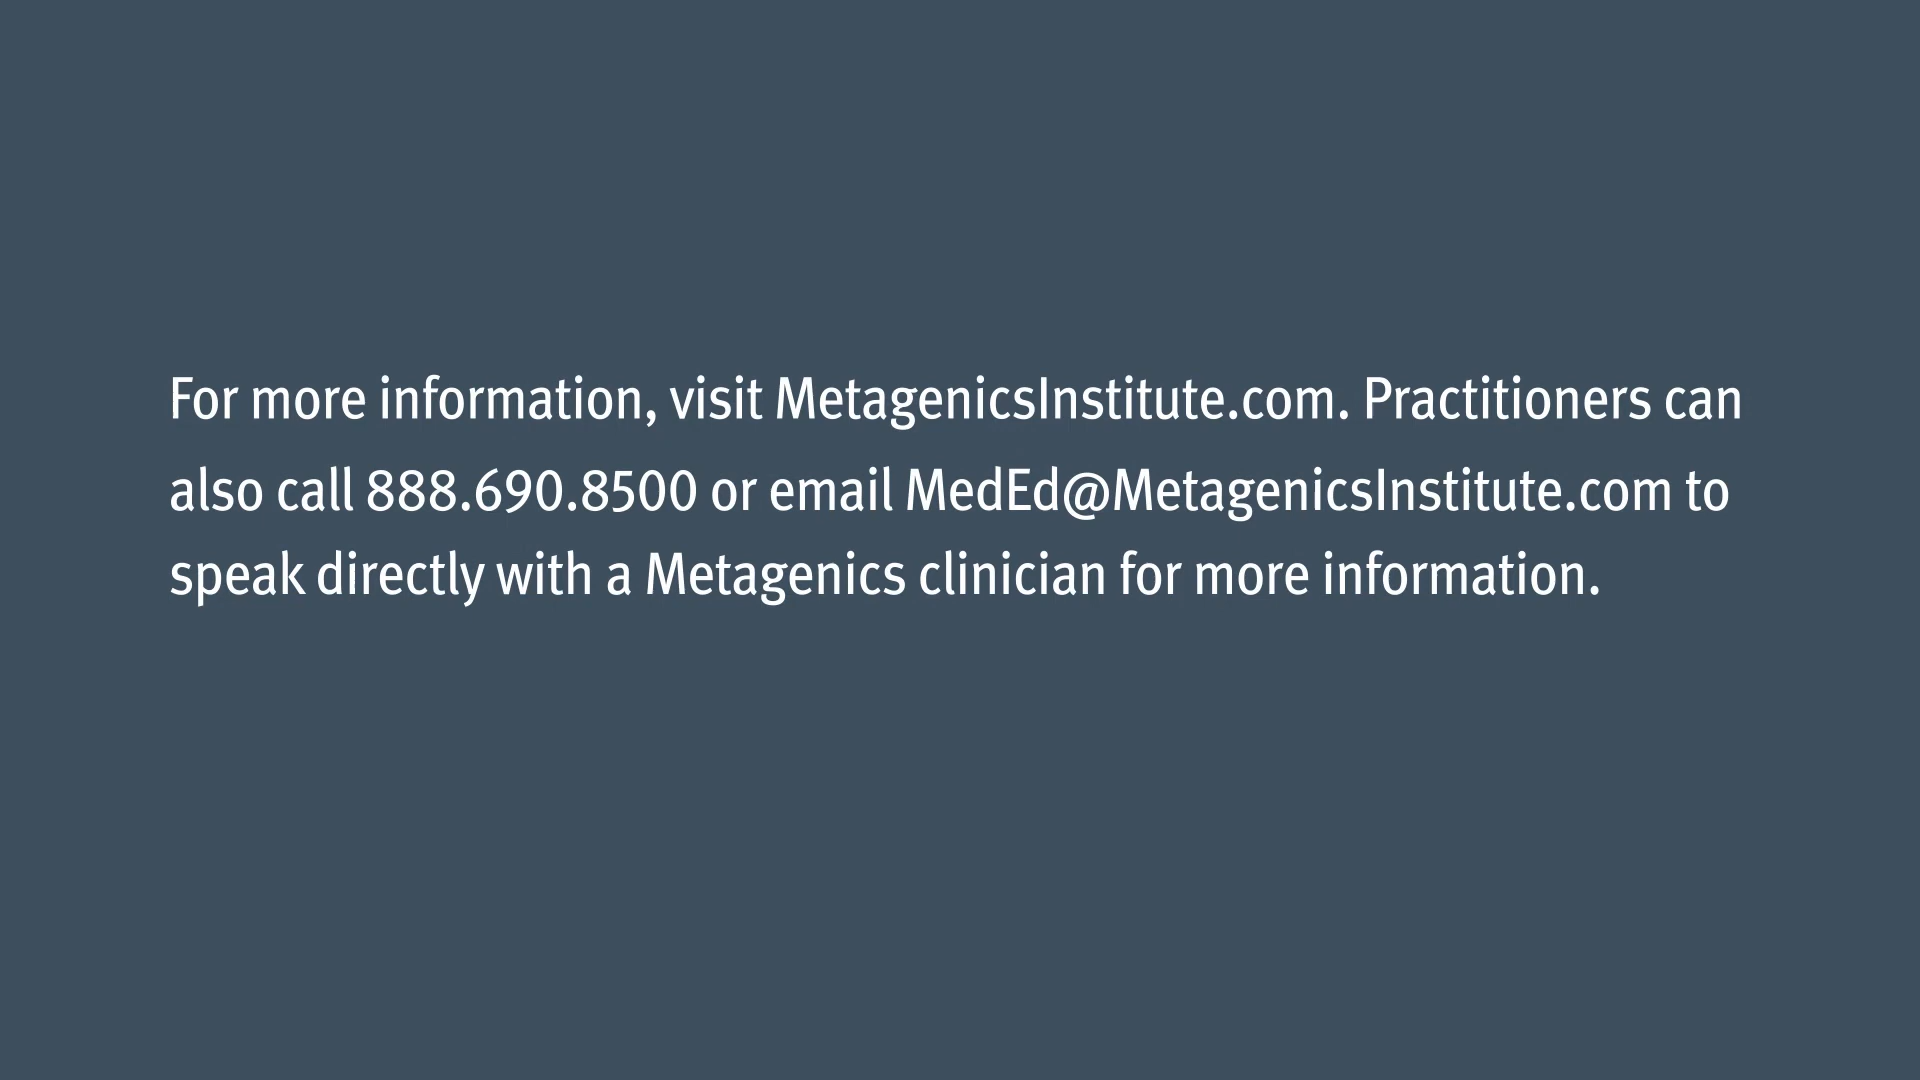 For more information, visit MetagenicsInstitute.com. Practitioners can
also call 888.690.8500 or email MedEd@MetagenicsInstitute.com to
speak directly with a Metagenics clinician for more information.